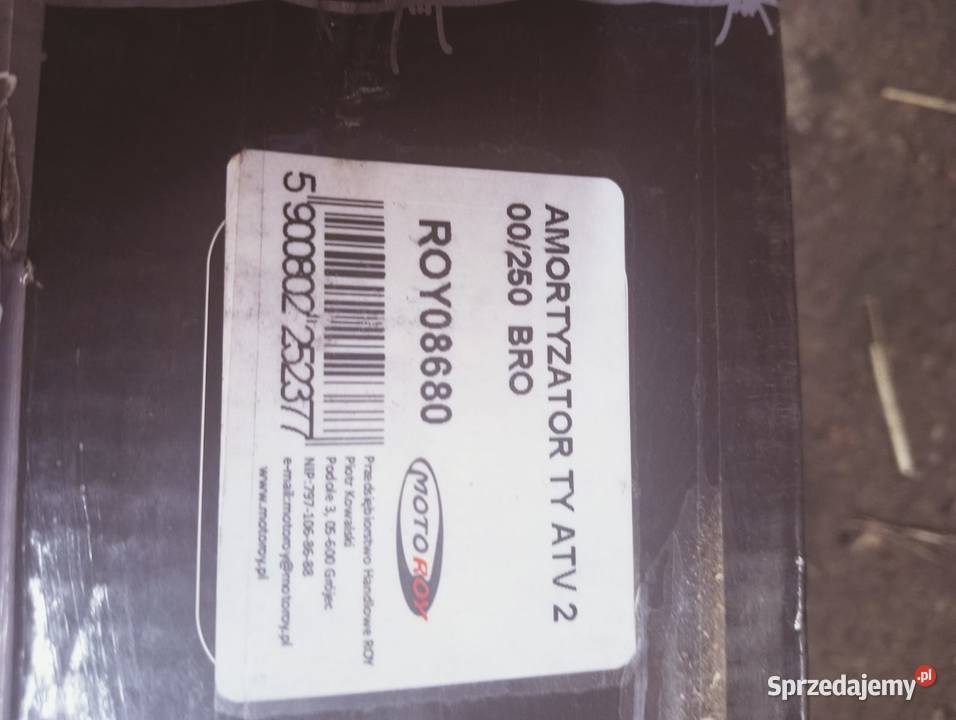 AMORTYZATOR TY ATV 2
00/250 BRO
ROY08680
MOTOROY
5 900802 252377
Przedsiębiorstwo Handlowe ROY
Piotr Kowalski
Podole 3, 05-600 Grójec
NIP:797-106-86-88
e-mail:motoroy@motoroy.pl
www.motoroy.pl
Sprzedajemy.pl